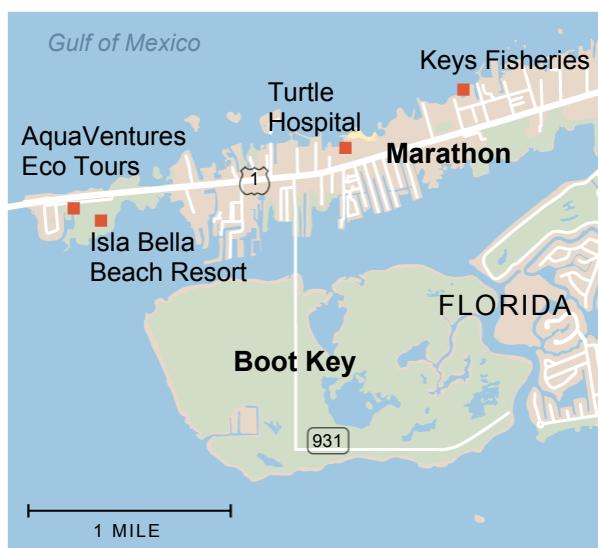 Gulf of Mexico
Keys Fisheries
Turtle
Hospital
AquaVentures
Eco Tours
Marathon
1
Isla Bella
Beach Resort
FLORIDA
Boot Key
931
1 MILE